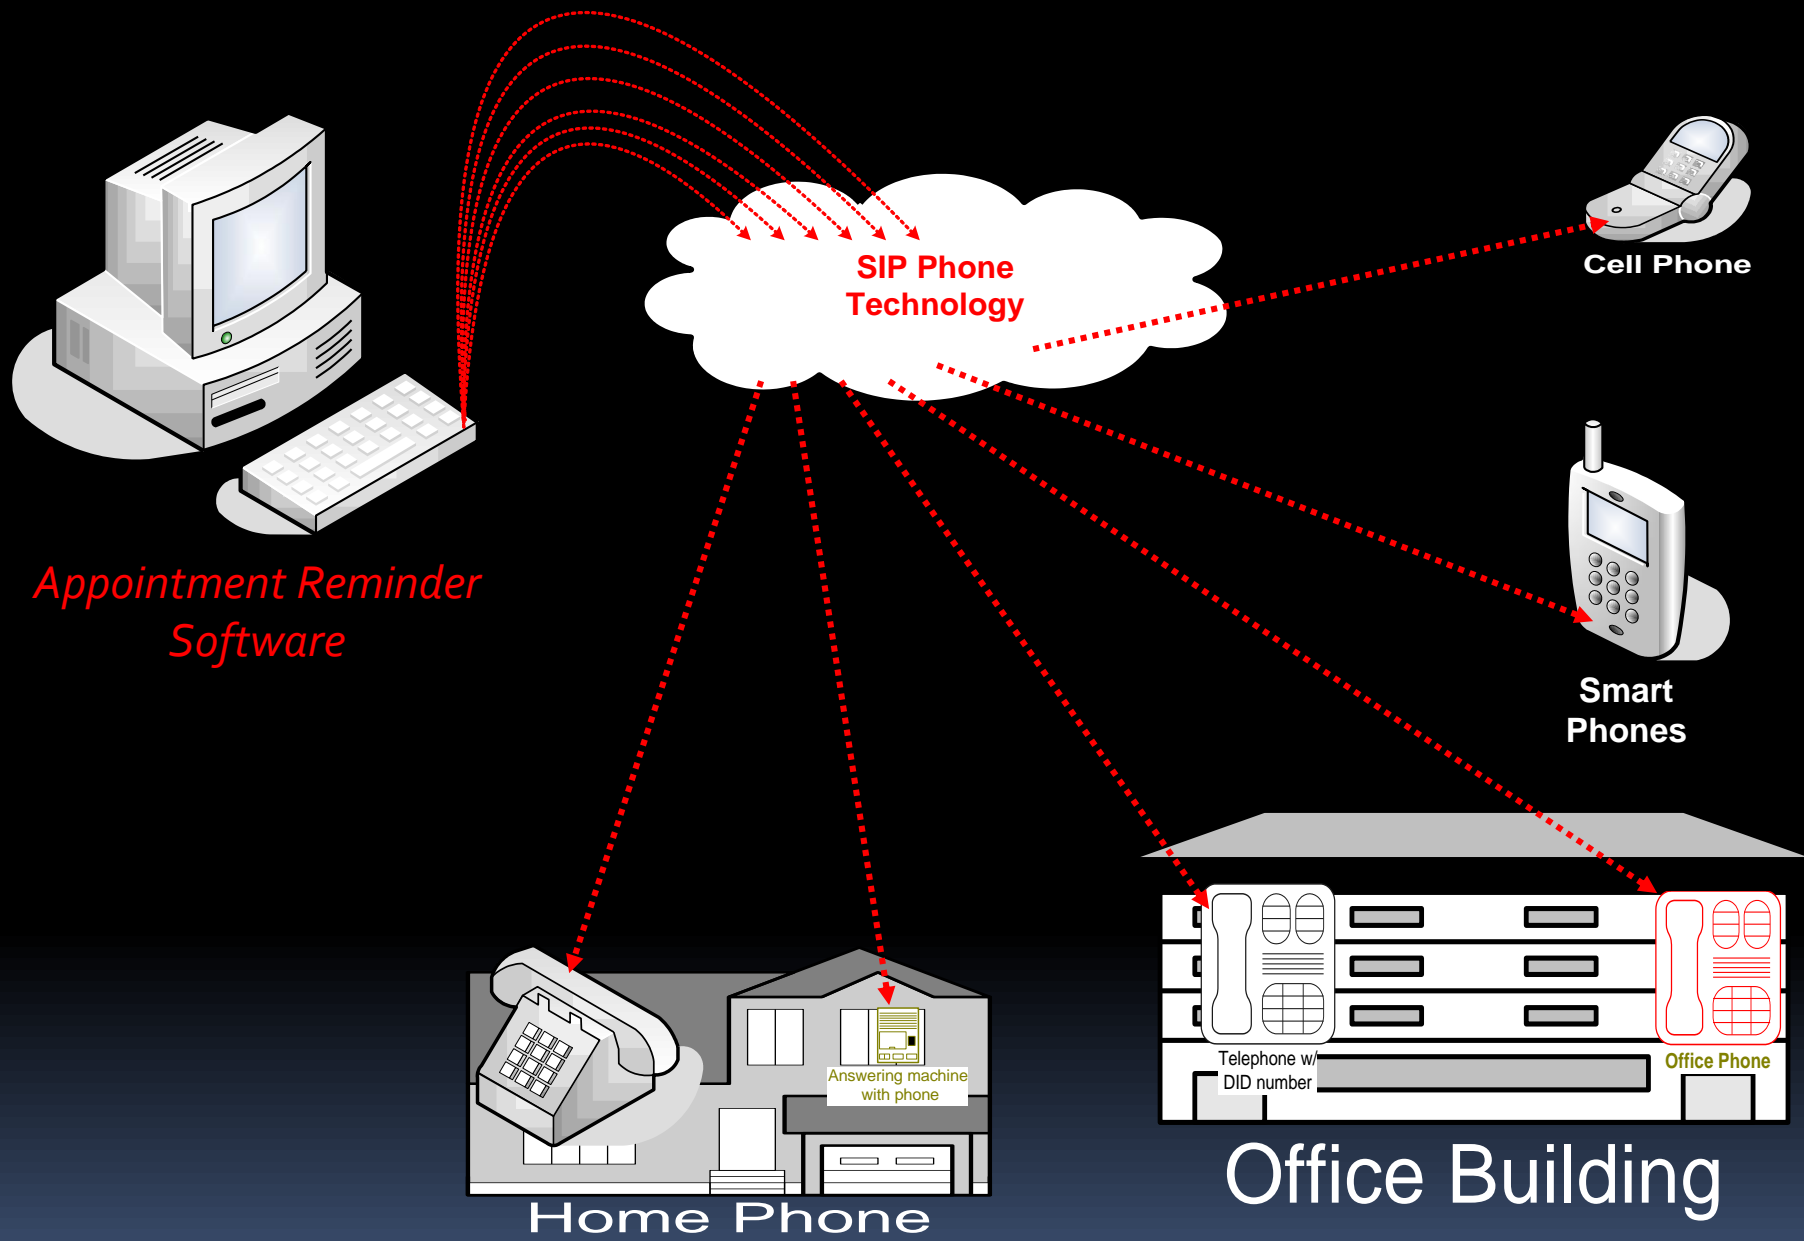 SIP Phone
Technology
Cell Phone
Appointment Reminder
Software
Smart
Phones
Answering machine
with phone
Telephone w/
DID number
Office Phone
Home Phone
Office Building